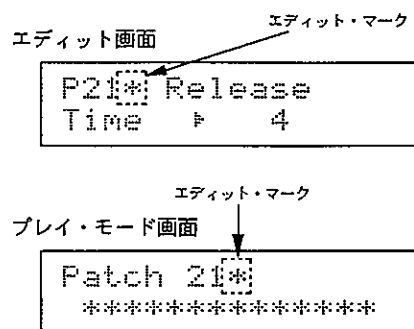 エディット・マーク
エディット画面
P21* Release
Time ▸ 4
エディット・マーク
プレイ・モード画面
Patch 21*
**************